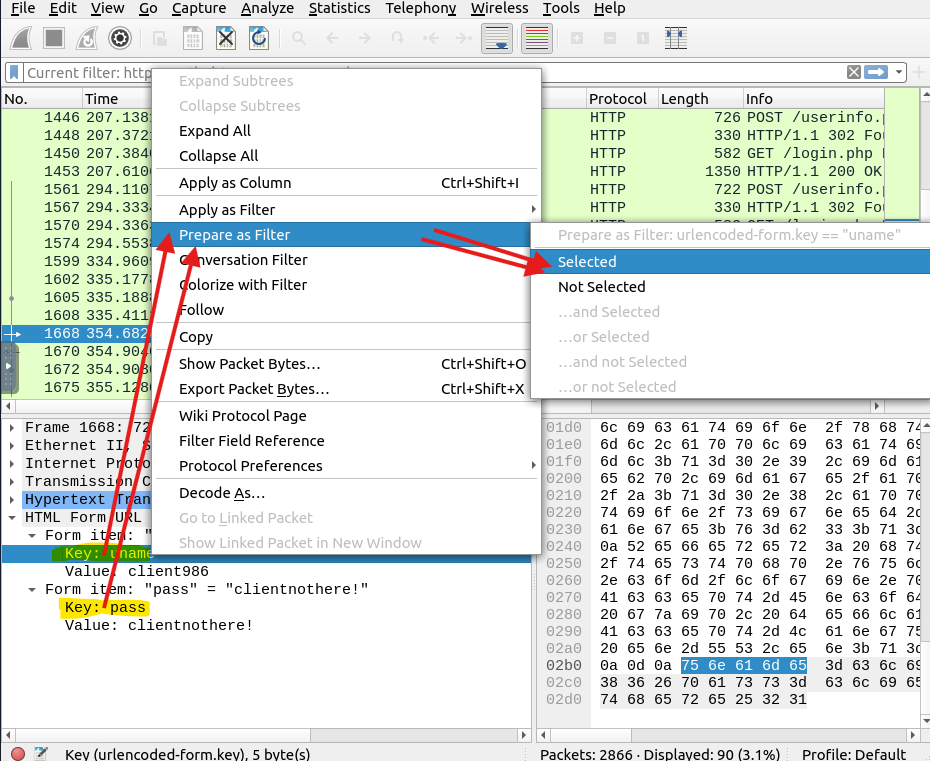 File Edit View Go Capture Analyze Statistics Telephony Wireless Tools Help
Current filter: http
No. Time Protocol Length Info
1446 207.138 HTTP 726 POST /userinfo.p
1448 207.372 HTTP 330 HTTP/1.1 302 Fou
1450 207.384 HTTP 582 GET /login.php
1453 207.610 HTTP 1350 HTTP/1.1 200 OK
1561 294.110 HTTP 722 POST /userinfo.p
1567 294.333 HTTP 330 HTTP/1.1 302 Fou
1570 294.336
1574 294.553
1599 334.960
1602 335.177
1605 335.188
1608 335.411
1668 354.682
1670 354.904
1672 354.908
1675 355.128
Expand Subtrees
Collapse Subtrees
Expand All
Collapse All
Apply as Column Ctrl+Shift+I
Apply as Filter
Prepare as Filter
Conversation Filter
Colorize with Filter
Follow
Copy
Show Packet Bytes… Ctrl+Shift+O
Export Packet Bytes… Ctrl+Shift+X
Wiki Protocol Page
Filter Field Reference
Protocol Preferences
Decode As…
Go to Linked Packet
Show Linked Packet in New Window
Prepare as Filter: urlencoded-form.key == "uname"
Selected
Not Selected
…and Selected
…or Selected
…and not Selected
…or not Selected
Frame 1668: 72
Ethernet II, S
Internet Proto
Transmission C
Hypertext Tran
HTML Form URL
Form item: "
Key: uname
Value: client986
Form item: "pass" = "clientnothere!"
Key: pass
Value: clientnothere!
01d0 6c 69 63 61 74 69 6f 6e 2f 78 68 74
01e0 6d 6c 2c 61 70 70 6c 69 63 61 74 69
01f0 6d 6c 3b 71 3d 30 2e 39 2c 69 6d 61
0200 65 62 70 2c 69 6d 61 67 65 2f 61 70
0210 2f 2a 3b 71 3d 30 2e 38 2c 61 70 70
0220 74 69 6f 6e 2f 73 69 67 6e 65 64 2d
0230 61 6e 67 65 3b 76 3d 62 33 3b 71 3d
0240 0a 52 65 66 65 72 65 72 3a 20 68 74
0250 2f 74 65 73 74 70 68 70 2e 76 75 6c
0260 2e 63 6f 6d 2f 6c 6f 67 69 6e 2e 70
0270 41 63 63 65 70 74 2d 45 6e 63 6f 64
0280 20 67 7a 69 70 2c 20 64 65 66 6c 61
0290 41 63 63 65 70 74 2d 4c 61 6e 67 75
02a0 20 65 6e 2d 55 53 2c 65 6e 3b 71 3d
02b0 0a 0d 0a 75 6e 61 6d 65 3d 63 6c 69
02c0 38 36 26 70 61 73 73 3d 63 6c 69 65
02d0 74 68 65 72 65 25 32 31
Key (urlencoded-form.key), 5 byte(s) Packets: 2866 · Displayed: 90 (3.1%) Profile: Default